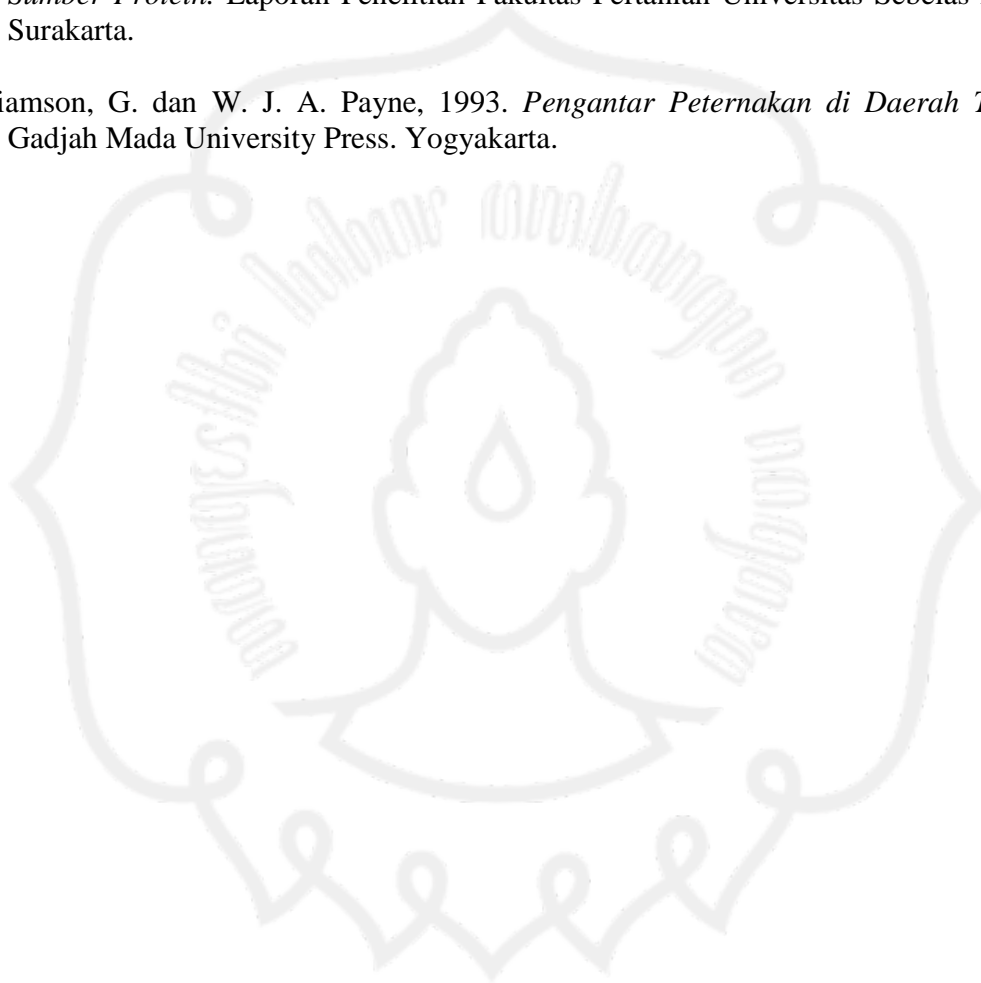 Sumber Protein. Laporan Penelitian Fakultas Pertanian Universitas Sebelas
Surakarta.
iamson, G. dan W. J. A. Payne, 1993. Pengantar Peternakan di Daerah T
Gadjah Mada University Press. Yogyakarta.